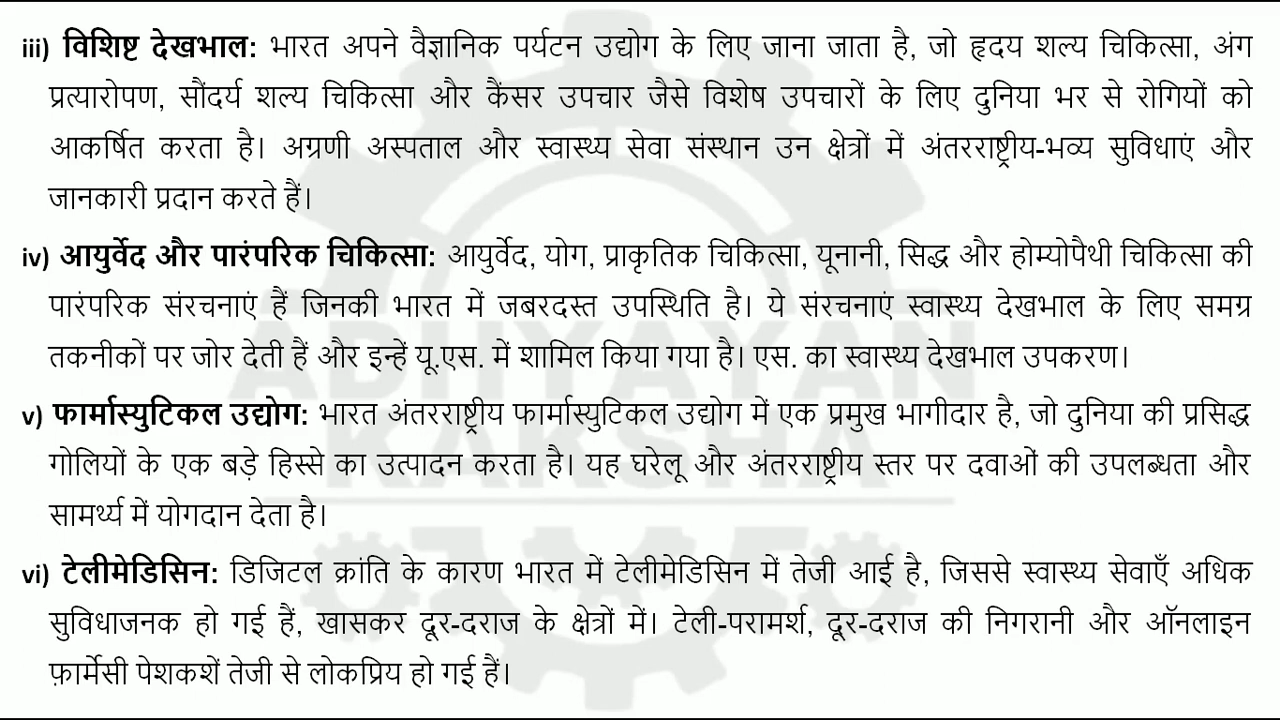 iii) विशिष्ट देखभाल: भारत अपने वैज्ञानिक पर्यटन उद्योग के लिए जाना जाता है, जो हृदय शल्य चिकित्सा, अंग
प्रत्यारोपण, सौंदर्य शल्य चिकित्सा और कैंसर उपचार जैसे विशेष उपचारों के लिए दुनिया भर से रोगियों को
आकर्षित करता है। अग्रणी अस्पताल और स्वास्थ्य सेवा संस्थान उन क्षेत्रों में अंतरराष्ट्रीय-भव्य सुविधाएं और
जानकारी प्रदान करते हैं।
iv) आयुर्वेद और पारंपरिक चिकित्सा: आयुर्वेद, योग, प्राकृतिक चिकित्सा, यूनानी, सिद्ध और होम्योपैथी चिकित्सा की
पारंपरिक संरचनाएं हैं जिनकी भारत में जबरदस्त उपस्थिति है। ये संरचनाएं स्वास्थ्य देखभाल के लिए समग्र
तकनीकों पर जोर देती हैं और इन्हें यू.एस. में शामिल किया गया है। एस. का स्वास्थ्य देखभाल उपकरण।
v) फार्मास्युटिकल उद्योग: भारत अंतरराष्ट्रीय फार्मास्युटिकल उद्योग में एक प्रमुख भागीदार है, जो दुनिया की प्रसिद्ध
गोलियों के एक बड़े हिस्से का उत्पादन करता है। यह घरेलू और अंतरराष्ट्रीय स्तर पर दवाओं की उपलब्धता और
सामर्थ्य में योगदान देता है।
vi) टेलीमेडिसिन: डिजिटल क्रांति के कारण भारत में टेलीमेडिसिन में तेजी आई है, जिससे स्वास्थ्य सेवाएँ अधिक
सुविधाजनक हो गई हैं, खासकर दूर-दराज के क्षेत्रों में। टेली-परामर्श, दूर-दराज की निगरानी और ऑनलाइन
फ़ार्मेसी पेशकशें तेजी से लोकप्रिय हो गई हैं।
ADHYAYAN
KAKSHA